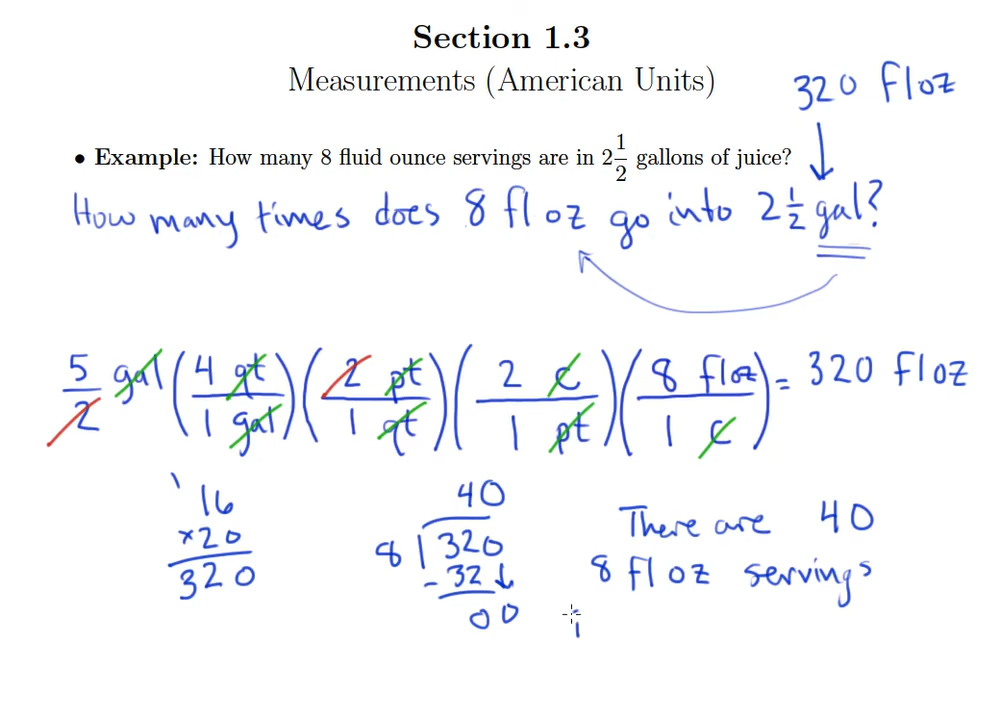 Section 1.3
Measurements (American Units)
320 fl oz
• Example: How many 8 fluid ounce servings are in 2 1/2 gallons of juice?
How many times does 8 fl oz go into 2 1/2 gal?
5/2 gal (4 qt / 1 gal) (2 pt / 1 qt) (2 c / 1 pt) (8 fl oz / 1 c) = 320 fl oz
1
16
×20
320
40
8 320
-32 ↓
00
There are 40
8 fl oz servings